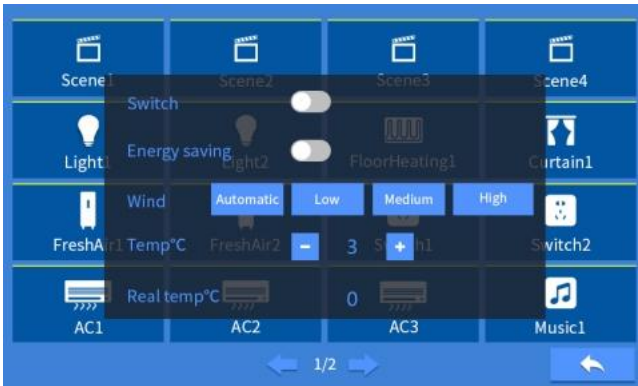 Scene1 Scene2 Scene3 Scene4
Switch
Energy saving
Light1 Light2 FloorHeating1 Curtain1
Wind Automatic Low Medium High
FreshAir1 FreshAir2 Switch1 Switch2
Temp°C - 3 +
Real temp°C 0
AC1 AC2 AC3 Music1
1/2